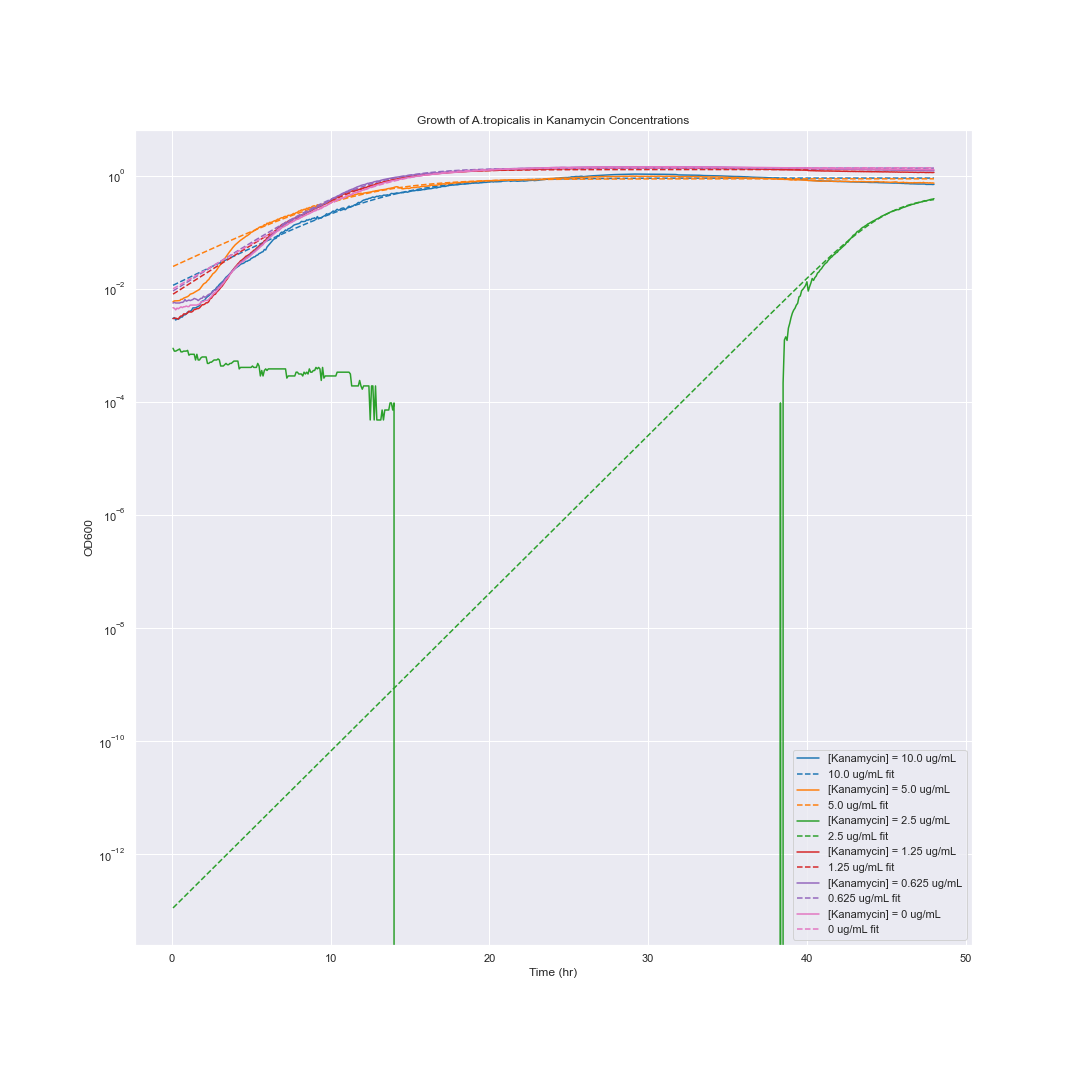 Growth of A.tropicalis in Kanamycin Concentrations
OD600
10⁰
10⁻²
10⁻⁴
10⁻⁶
10⁻⁸
10⁻¹⁰
10⁻¹²
[Kanamycin] = 10.0 ug/mL
10.0 ug/mL fit
[Kanamycin] = 5.0 ug/mL
5.0 ug/mL fit
[Kanamycin] = 2.5 ug/mL
2.5 ug/mL fit
[Kanamycin] = 1.25 ug/mL
1.25 ug/mL fit
[Kanamycin] = 0.625 ug/mL
0.625 ug/mL fit
[Kanamycin] = 0 ug/mL
0 ug/mL fit
0 10 20 30 40 50
Time (hr)